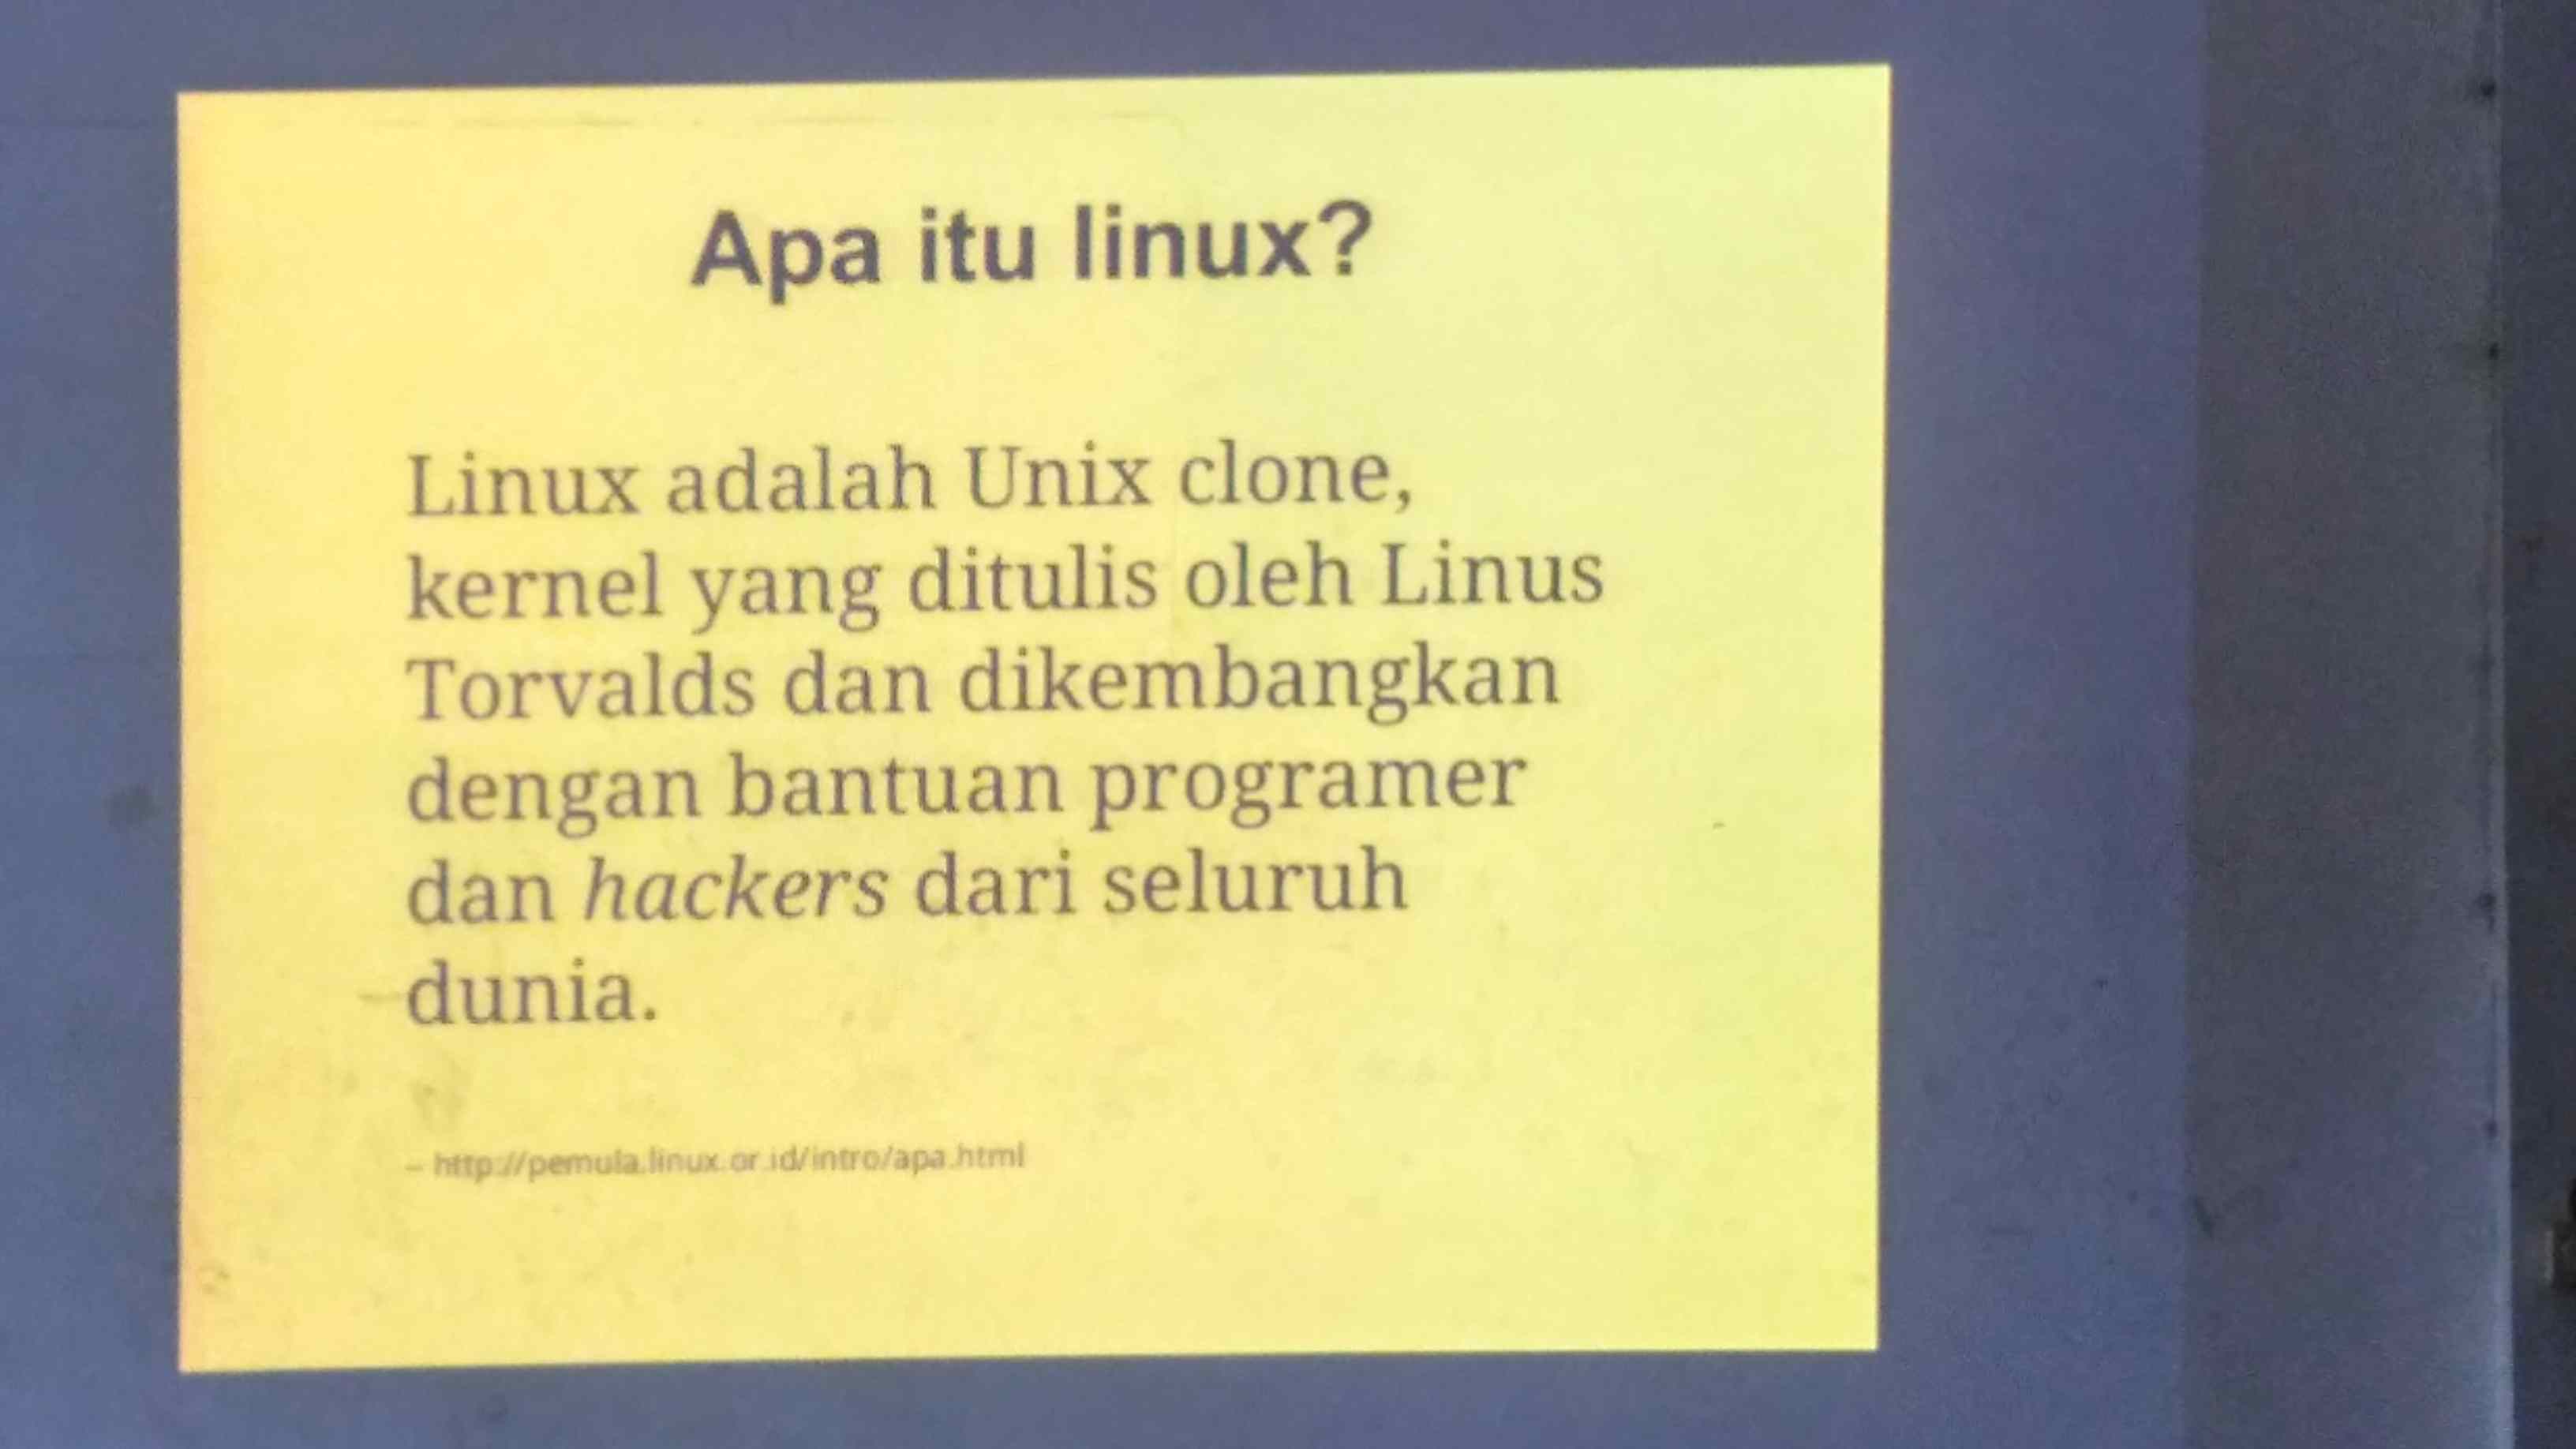 Apa itu linux?
Linux adalah Unix clone,
kernel yang ditulis oleh Linus
Torvalds dan dikembangkan
dengan bantuan programer
dan hackers dari seluruh
dunia.
– http://pemula.linux.or.id/intro/apa.html